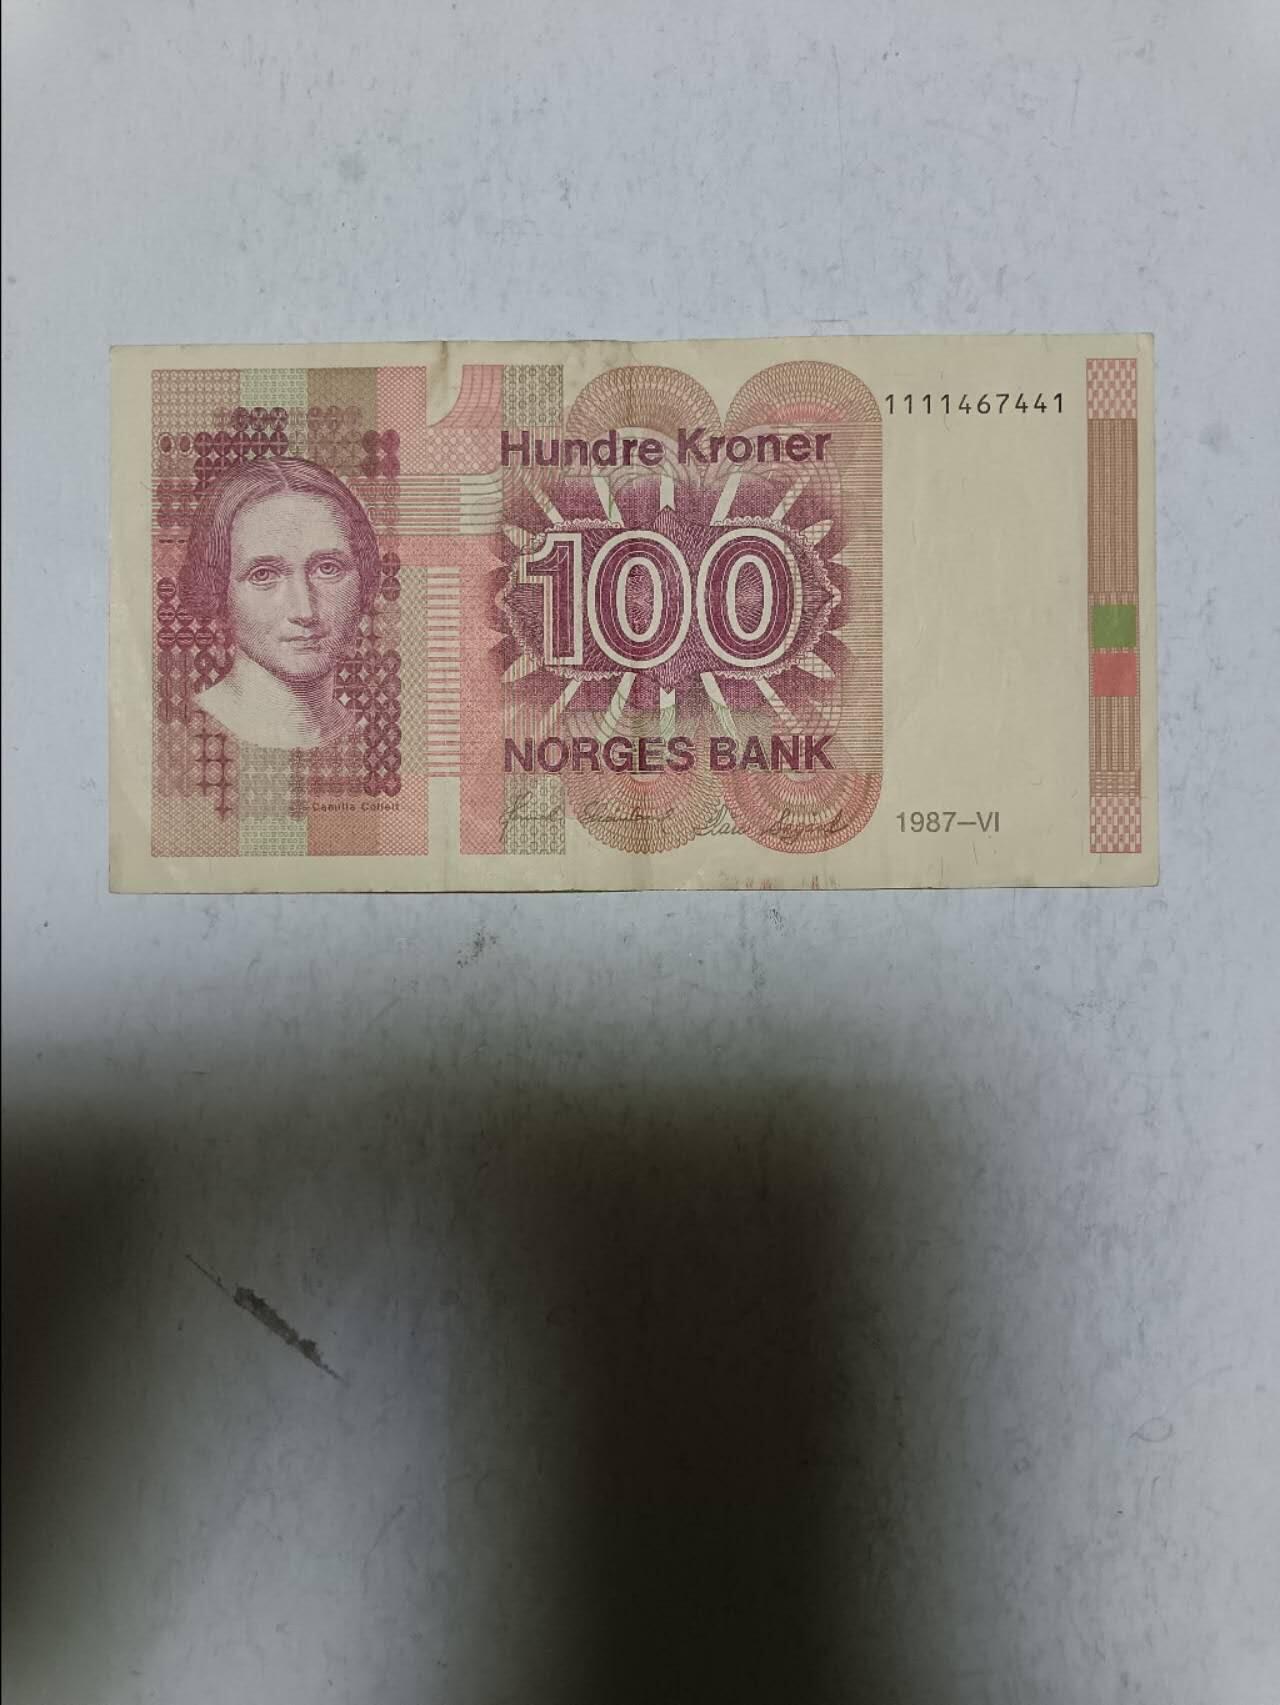 1111467441
Hundre Kroner
100
NORGES BANK
Camilla Collett
1987–VI